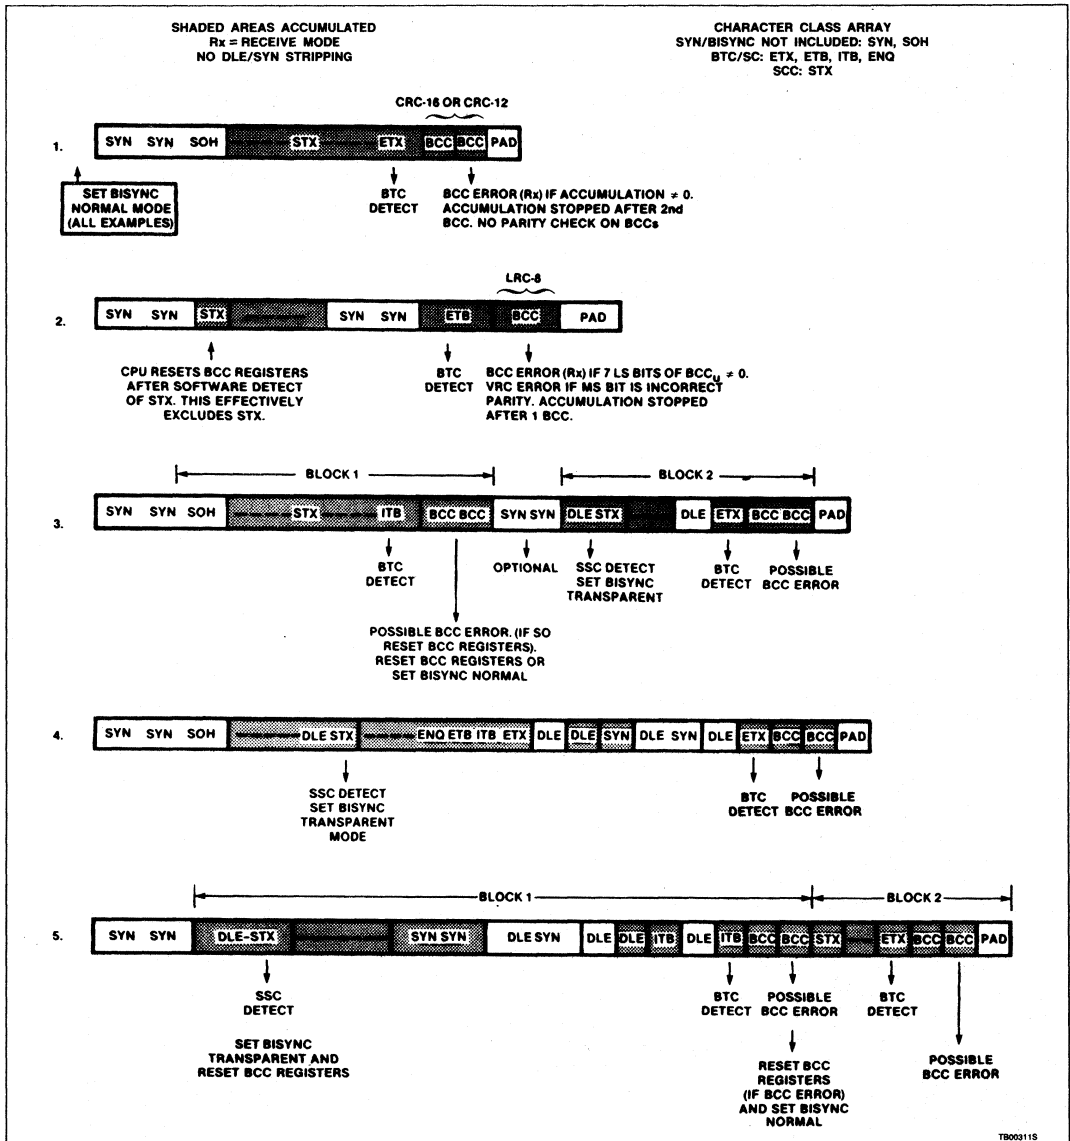 SHADED AREAS ACCUMULATED
Rx = RECEIVE MODE
NO DLE/SYN STRIPPING
CHARACTER CLASS ARRAY
SYN/BISYNC NOT INCLUDED: SYN, SOH
BTC/SC: ETX, ETB, ITB, ENQ
SCC: STX
CRC-16 OR CRC-12
1. SYN SYN SOH STX ETX BCC BCC PAD
SET BISYNC
NORMAL MODE
(ALL EXAMPLES)
BTC
DETECT
BCC ERROR (Rx) IF ACCUMULATION ≠ 0.
ACCUMULATION STOPPED AFTER 2nd
BCC. NO PARITY CHECK ON BCCs
LRC-8
2. SYN SYN STX SYN SYN ETB BCC PAD
CPU RESETS BCC REGISTERS
AFTER SOFTWARE DETECT
OF STX. THIS EFFECTIVELY
EXCLUDES STX.
BTC
DETECT
BCC ERROR (Rx) IF 7 LS BITS OF BCCu ≠ 0.
VRC ERROR IF MS BIT IS INCORRECT
PARITY. ACCUMULATION STOPPED
AFTER 1 BCC.
BLOCK 1
BLOCK 2
3. SYN SYN SOH STX ITB BCC BCC SYN SYN DLE STX DLE ETX BCC BCC PAD
BTC
DETECT
OPTIONAL
SSC DETECT
SET BISYNC
TRANSPARENT
BTC
DETECT
POSSIBLE
BCC ERROR
POSSIBLE BCC ERROR. (IF SO
RESET BCC REGISTERS).
RESET BCC REGISTERS OR
SET BISYNC NORMAL
4. SYN SYN SOH DLE STX ENQ ETB ITB ETX DLE DLE SYN DLE SYN DLE ETX BCC BCC PAD
SSC DETECT
SET BISYNC
TRANSPARENT
MODE
BTC
DETECT
POSSIBLE
BCC ERROR
BLOCK 1
BLOCK 2
5. SYN SYN DLE-STX SYN SYN DLE SYN DLE DLE ITB DLE ITB BCC BCC STX ETX BCC BCC PAD
SSC
DETECT
SET BISYNC
TRANSPARENT AND
RESET BCC REGISTERS
BTC
DETECT
POSSIBLE
BCC ERROR
RESET BCC
REGISTERS
(IF BCC ERROR)
AND SET BISYNC
NORMAL
BTC
DETECT
POSSIBLE
BCC ERROR
TB00311S